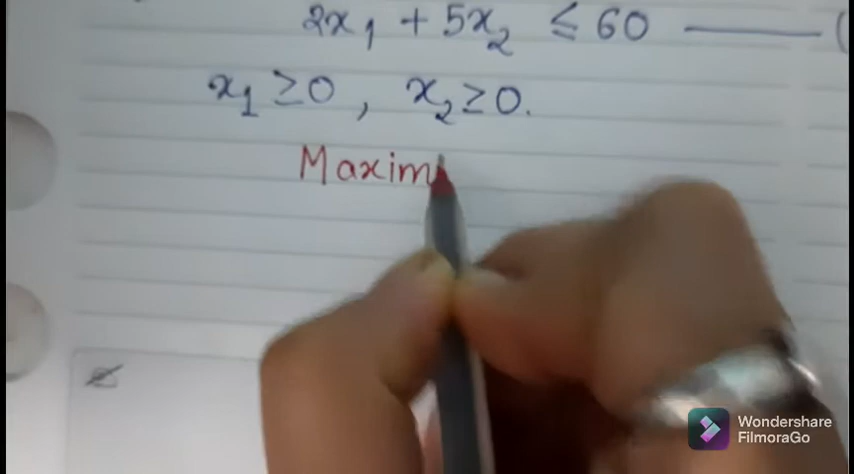 2x₁ + 5x₂ ≤ 60 ——— (
x₁ ≥ 0 , x₂ ≥ 0.
Maxim
Wondershare
FilmoraGo